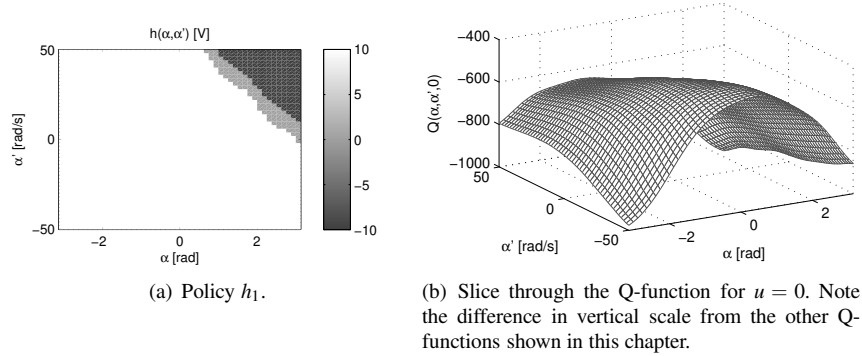 h(α,α') [V]
50
0
−50
α' [rad/s]
−2
0
2
α [rad]
10
5
0
−5
−10
(a) Policy h₁.
−400
−600
−800
−1000
Q(α,α',0)
50
0
−50
α' [rad/s]
−2
0
2
α [rad]
(b) Slice through the Q-function for u = 0. Note
the difference in vertical scale from the other Q-
functions shown in this chapter.